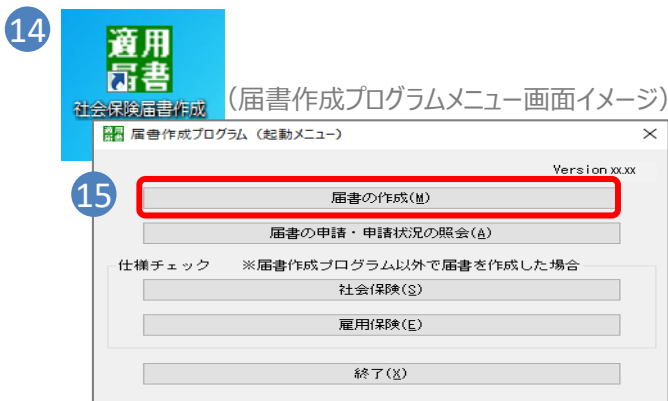 14
適用
届書
社会保険届書作成
（届書作成プログラムメニュー画面イメージ）
届書作成プログラム（起動メニュー）
Version xx.xx
15
届書の作成(M)
届書の申請・申請状況の照会(A)
仕様チェック ※届書作成プログラム以外で届書を作成した場合
社会保険(S)
雇用保険(E)
終了(X)